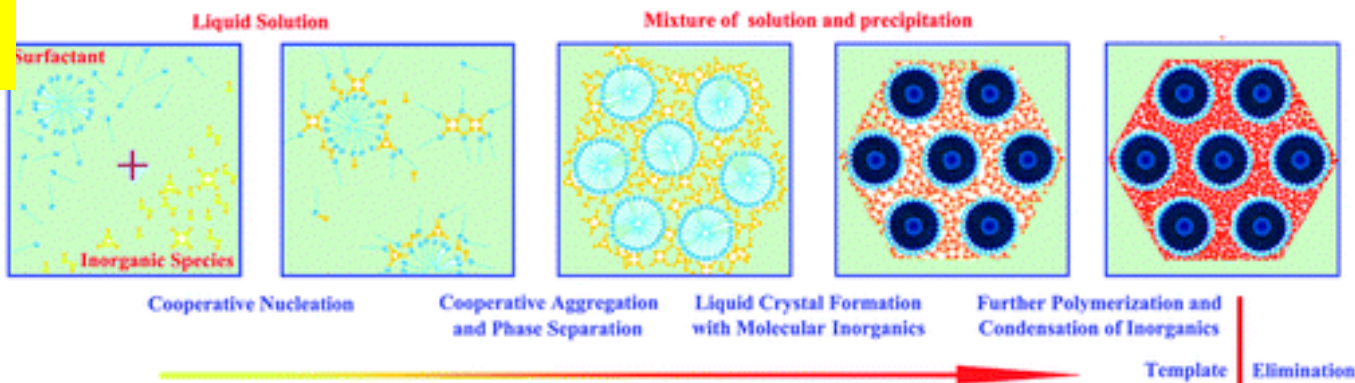 Liquid Solution
Mixture of solution and precipitation
Surfactant
Inorganic Species
Cooperative Nucleation
Cooperative Aggregation
and Phase Separation
Liquid Crystal Formation
with Molecular Inorganics
Further Polymerization and
Condensation of Inorganics
Template
Elimination